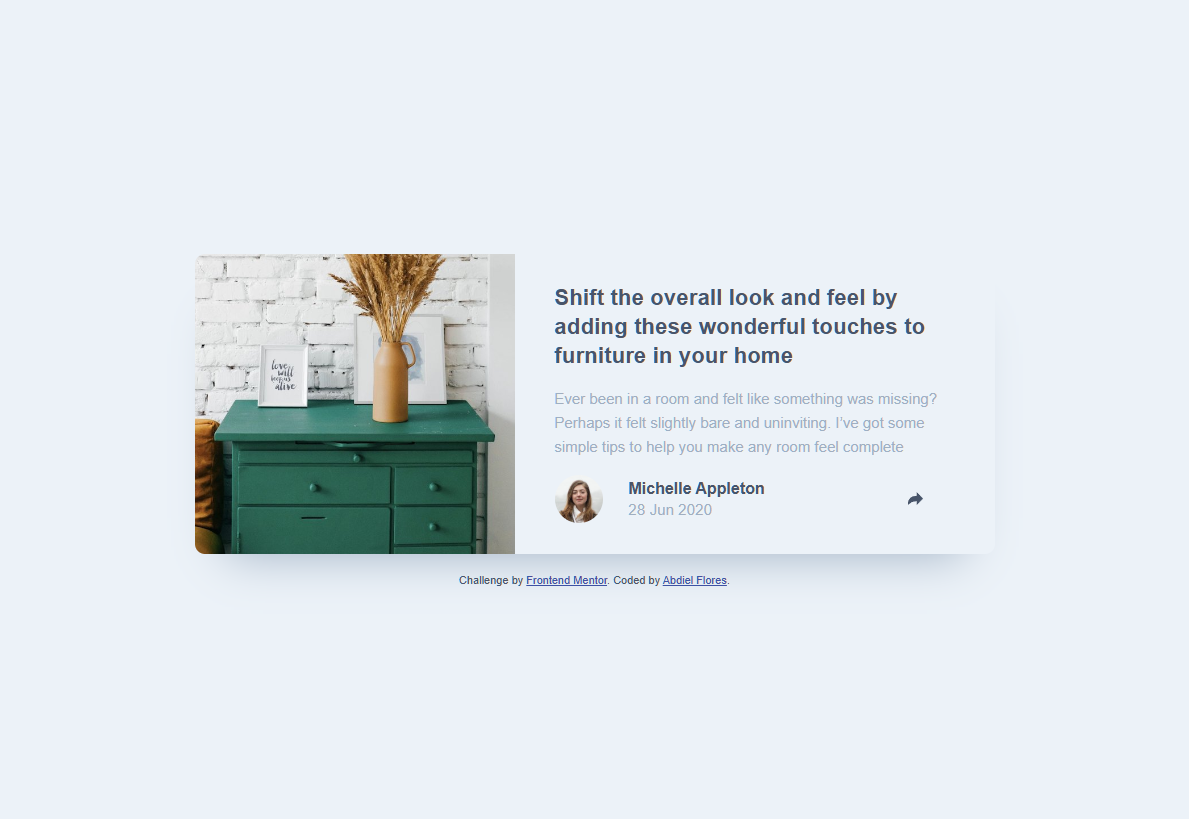 love
will
keep us
alive
Shift the overall look and feel by
adding these wonderful touches to
furniture in your home
Ever been in a room and felt like something was missing?
Perhaps it felt slightly bare and uninviting. I’ve got some
simple tips to help you make any room feel complete
Michelle Appleton
28 Jun 2020
Challenge by Frontend Mentor. Coded by Abdiel Flores.